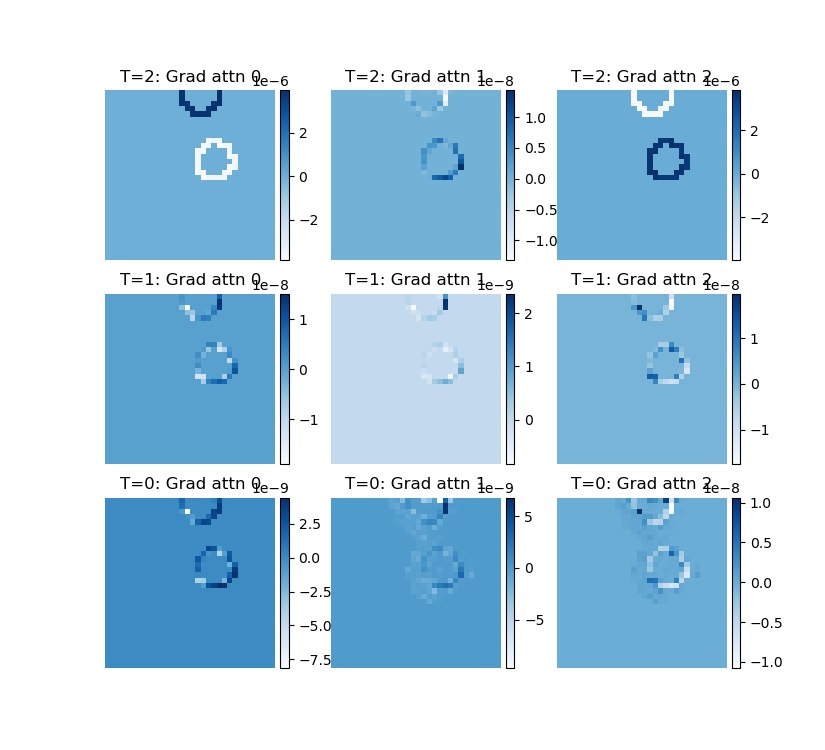 T=2: Grad attn 0
1e−6
2
0
−2
T=2: Grad attn 1
1e−8
1.0
0.5
0.0
−0.5
−1.0
T=2: Grad attn 2
1e−6
2
0
−2
T=1: Grad attn 0
1e−8
1
0
−1
T=1: Grad attn 1
1e−9
2
1
0
T=1: Grad attn 2
1e−8
1
0
−1
T=0: Grad attn 0
1e−9
2.5
0.0
−2.5
−5.0
−7.5
T=0: Grad attn 1
1e−9
5
0
−5
T=0: Grad attn 2
1e−8
1.0
0.5
0.0
−0.5
−1.0